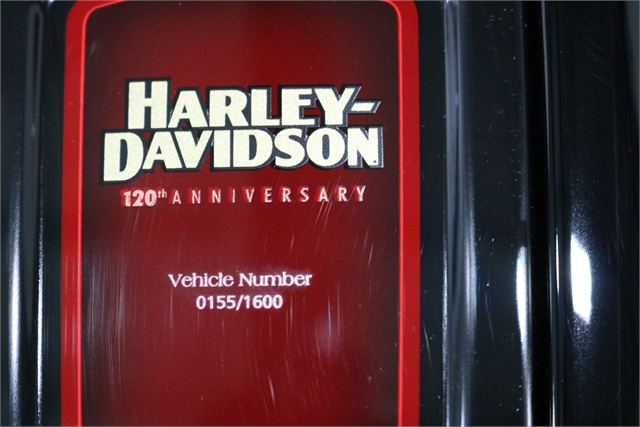 HARLEY-
DAVIDSON
120th ANNIVERSARY
Vehicle Number
0155/1600